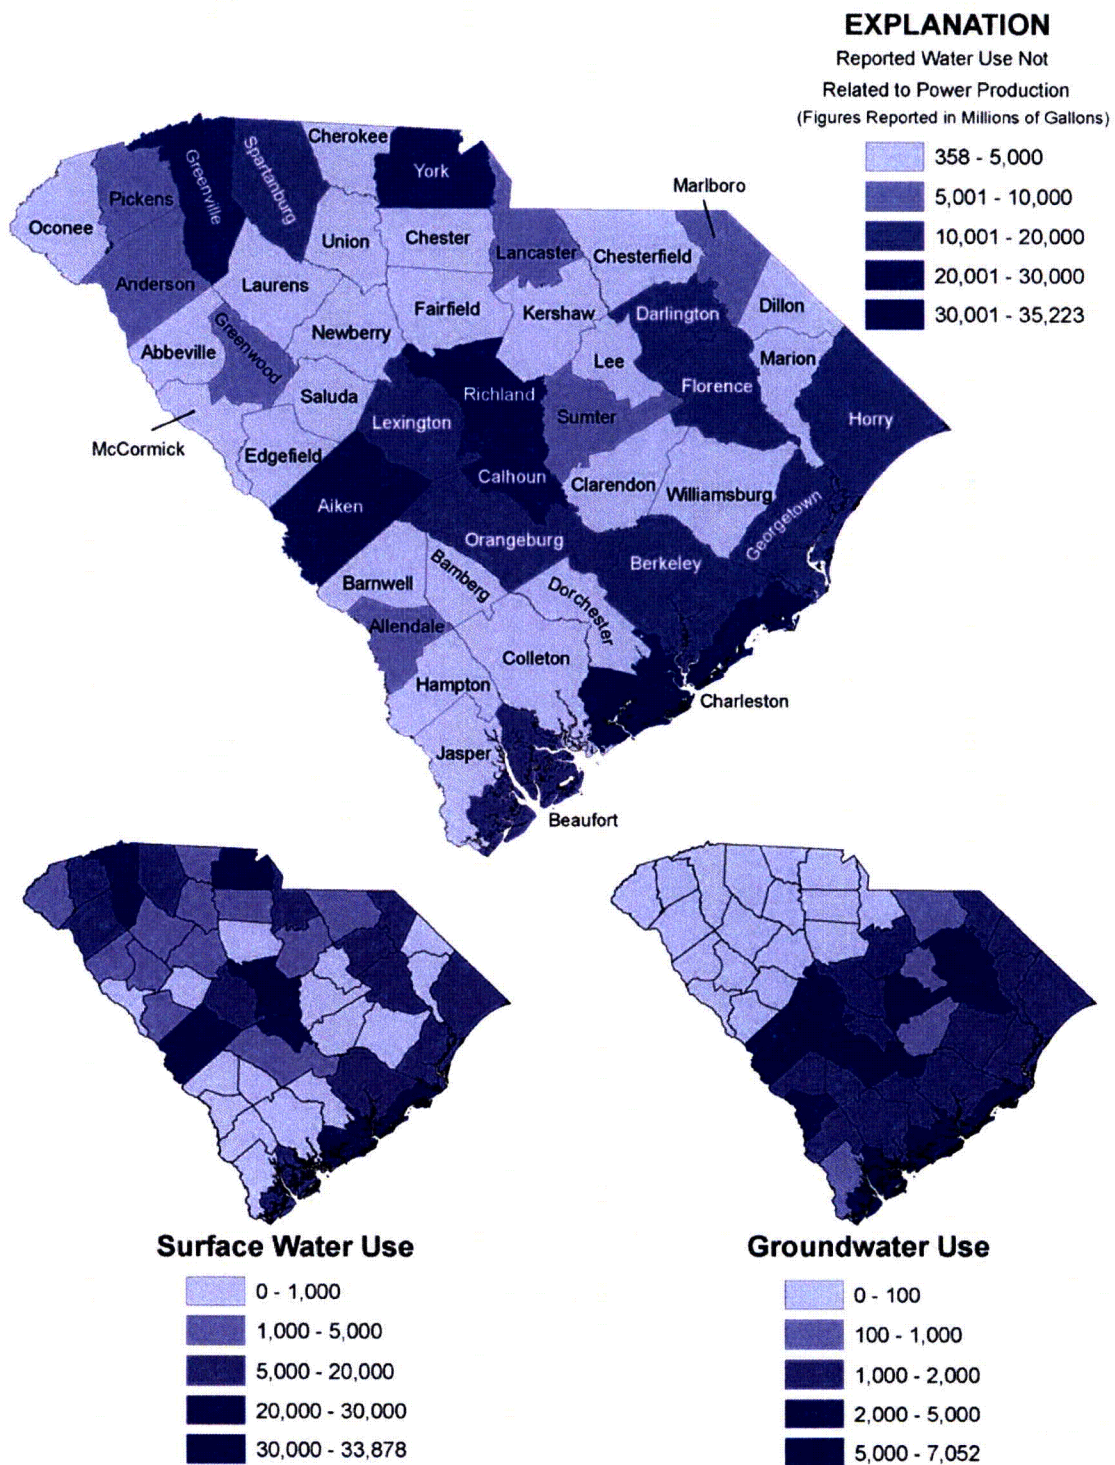 EXPLANATION
Reported Water Use Not
Related to Power Production
(Figures Reported in Millions of Gallons)
358 - 5,000
5,001 - 10,000
10,001 - 20,000
20,001 - 30,000
30,001 - 35,223
Cherokee
York
Spartanburg
Greenville
Pickens
Oconee
Marlboro
Union
Chester
Lancaster
Chesterfield
Anderson
Laurens
Fairfield
Kershaw
Darlington
Dillon
Greenwood
Newberry
Abbeville
Lee
Marion
Saluda
Richland
Florence
Lexington
Sumter
Horry
McCormick
Edgefield
Calhoun
Clarendon
Williamsburg
Aiken
Orangeburg
Georgetown
Berkeley
Barnwell
Bamberg
Dorchester
Allendale
Colleton
Hampton
Charleston
Jasper
Beaufort
Surface Water Use
0 - 1,000
1,000 - 5,000
5,000 - 20,000
20,000 - 30,000
30,000 - 33,878
Groundwater Use
0 - 100
100 - 1,000
1,000 - 2,000
2,000 - 5,000
5,000 - 7,052